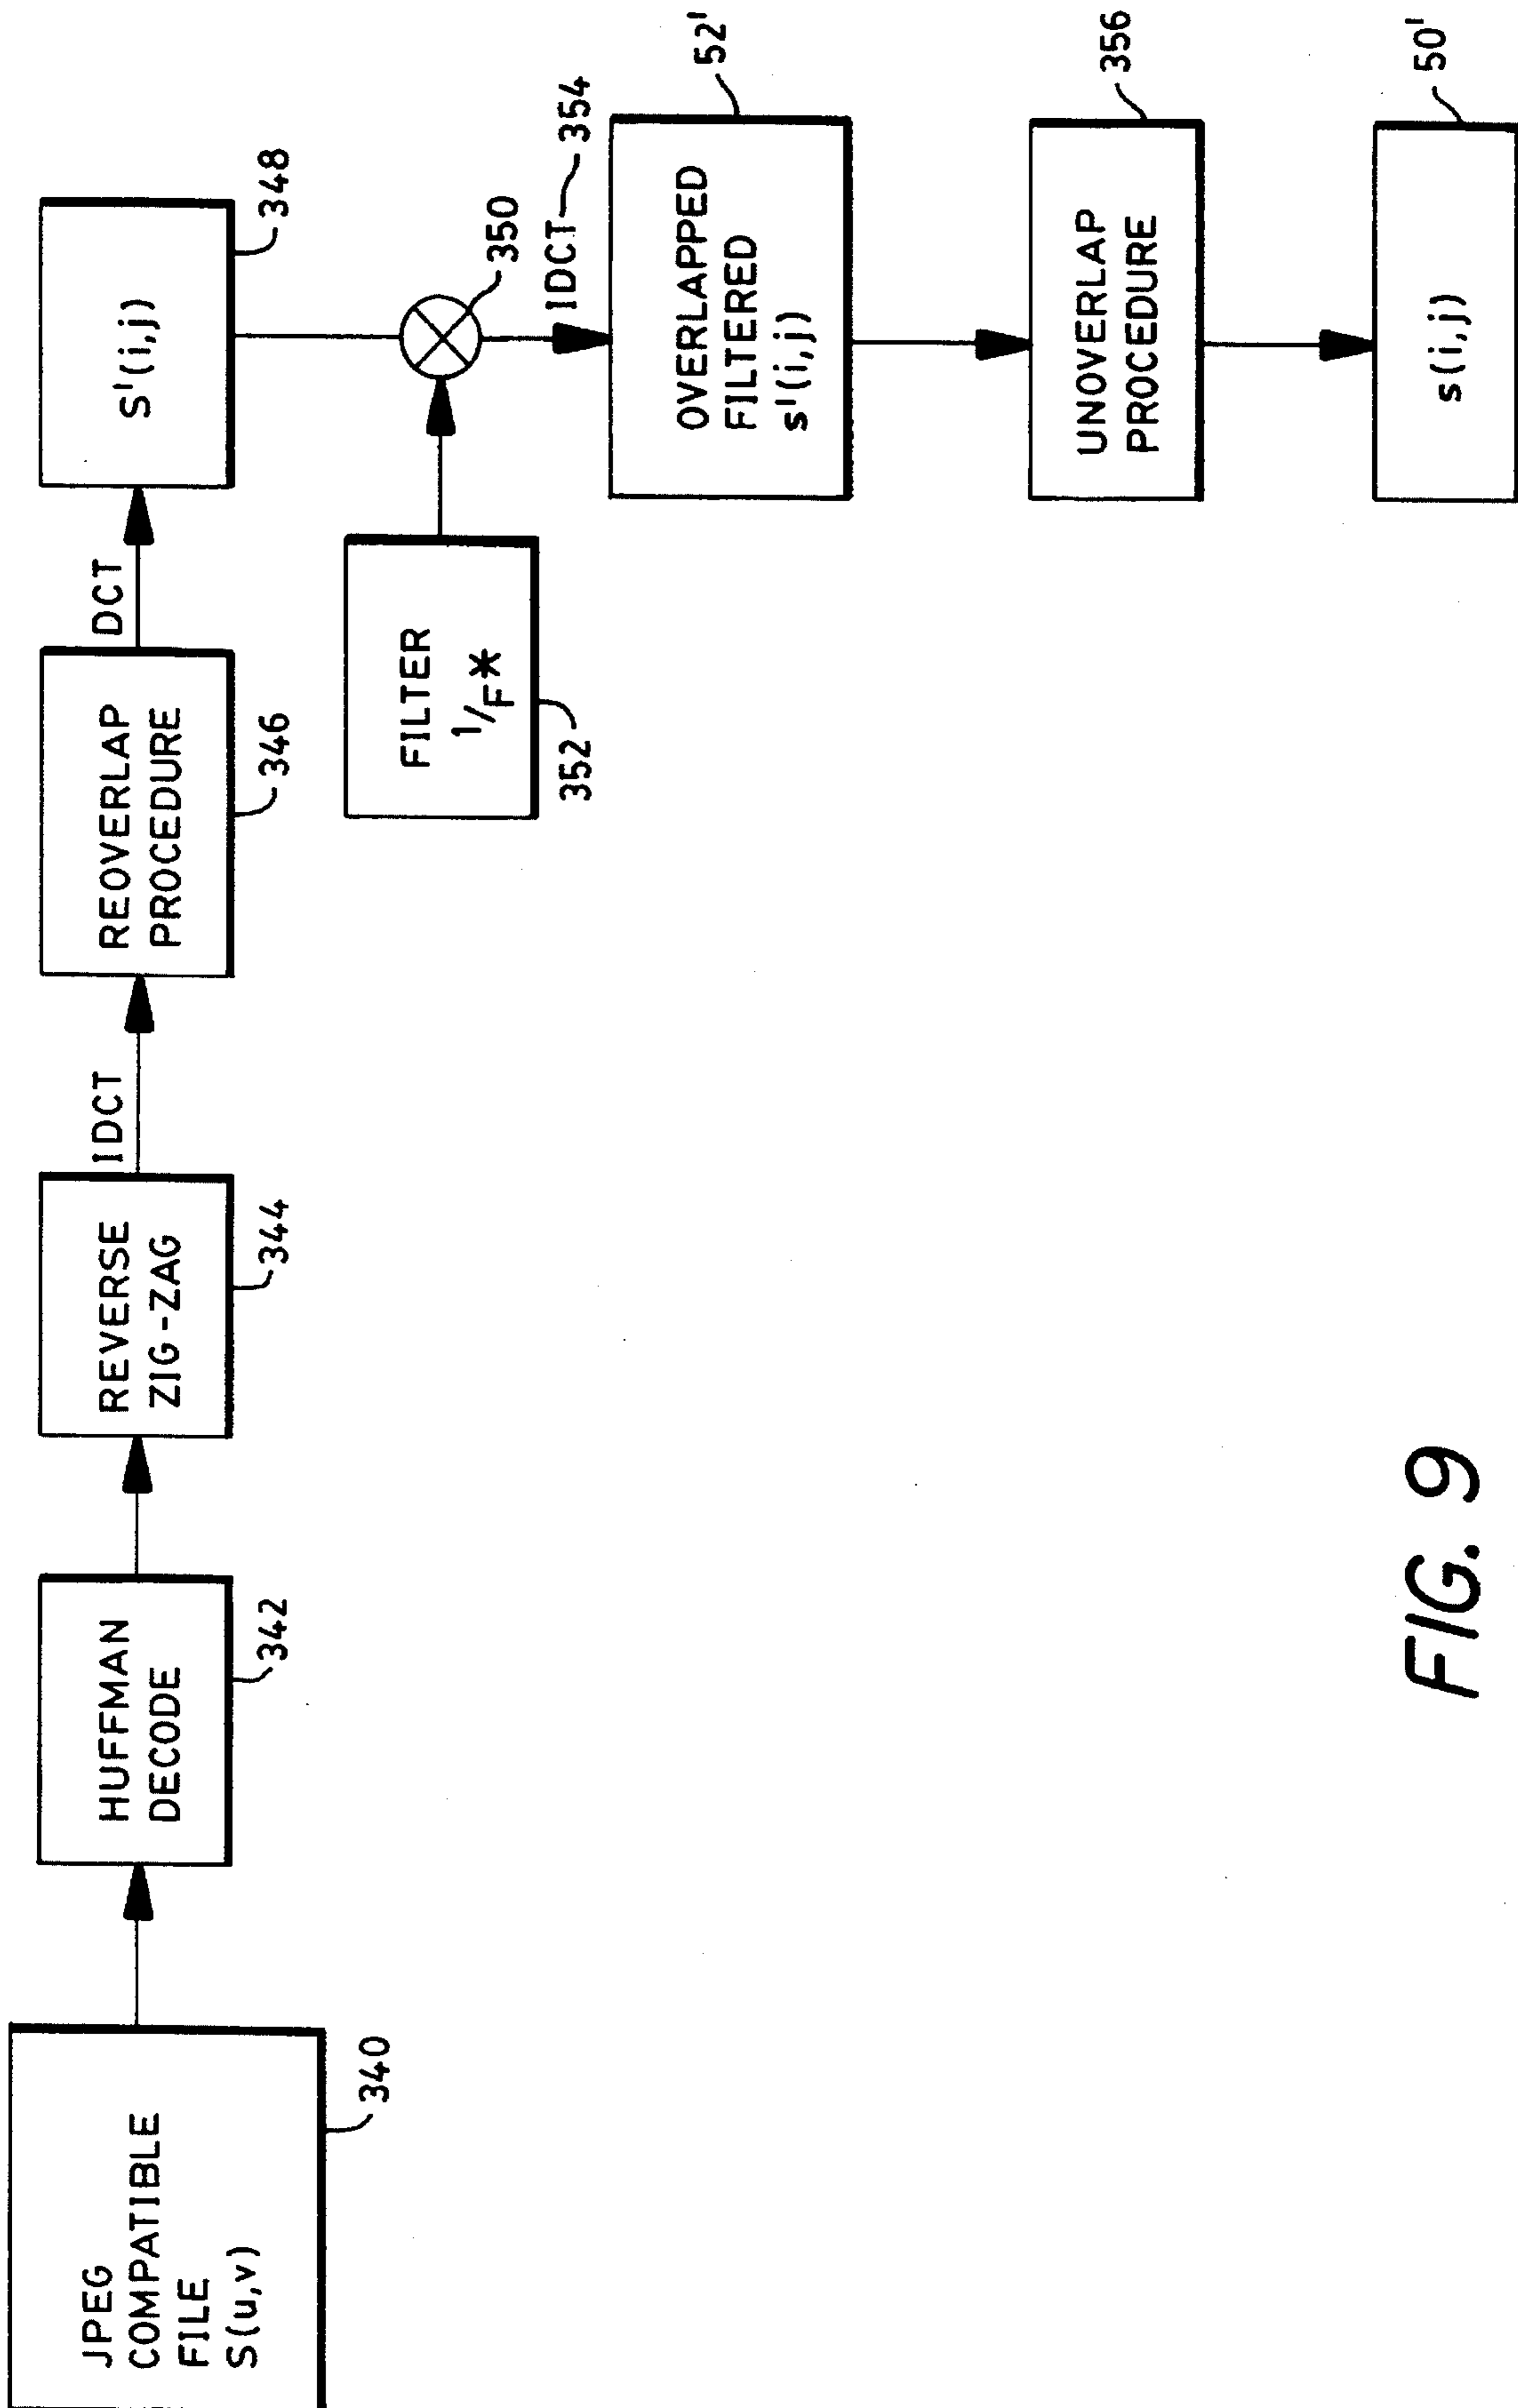 JPEG
COMPATIBLE
FILE
S(u,v)
340
HUFFMAN
DECODE
342
REVERSE
ZIG-ZAG
344
IDCT
REOVERLAP
PROCEDURE
346
DCT
S'(i,j)
348
FILTER
1/F*
352
350
IDCT
354
OVERLAPPED
FILTERED
s'(i,j)
52'
UNOVERLAP
PROCEDURE
356
s(i,j)
50'
FIG. 9